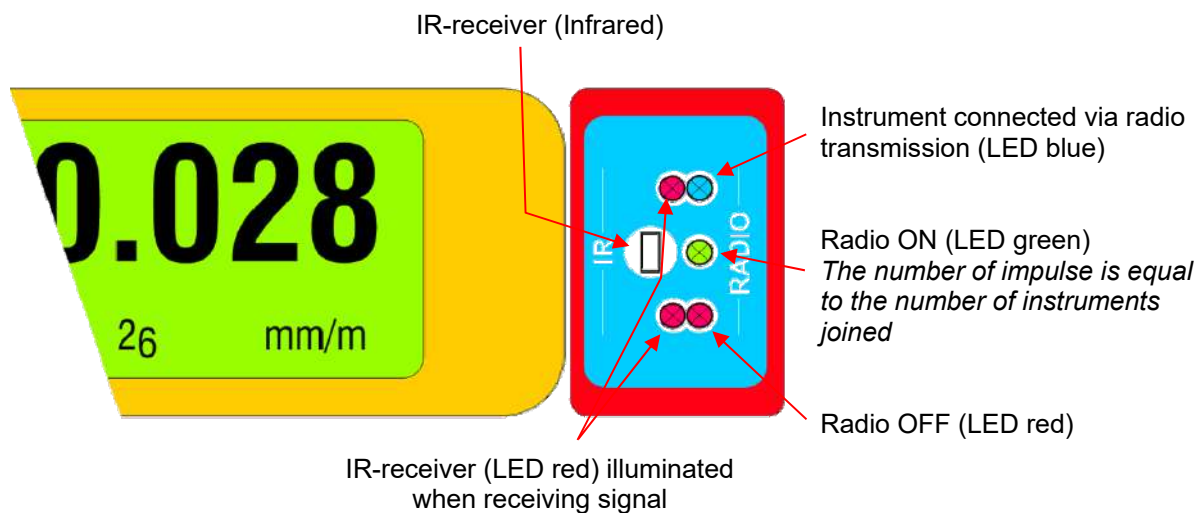 IR-receiver (Infrared)
Instrument connected via radio
transmission (LED blue)
0.028
26
mm/m
IR
RADIO
Radio ON (LED green)
The number of impulse is equal
to the number of instruments
joined
Radio OFF (LED red)
IR-receiver (LED red) illuminated
when receiving signal